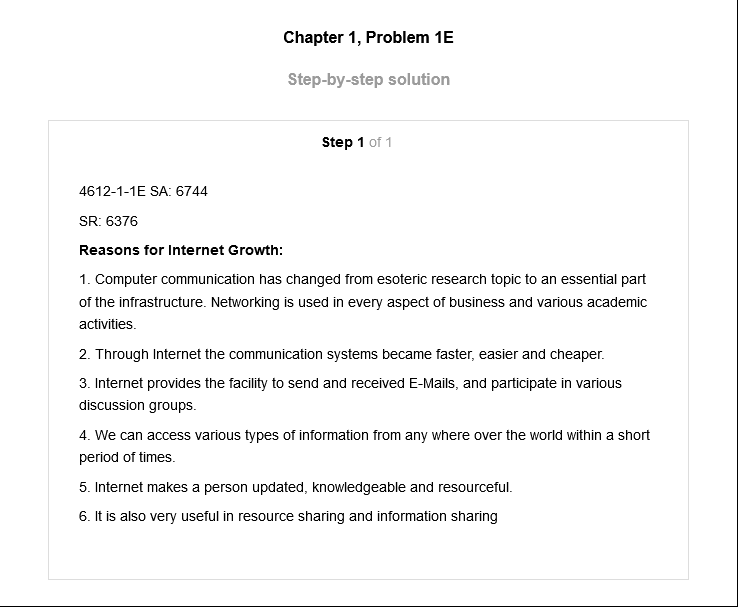 Chapter 1, Problem 1E
Step-by-step solution
Step 1 of 1
4612-1-1E SA: 6744
SR: 6376
Reasons for Internet Growth:
1. Computer communication has changed from esoteric research topic to an essential part
of the infrastructure. Networking is used in every aspect of business and various academic
activities.
2. Through Internet the communication systems became faster, easier and cheaper.
3. Internet provides the facility to send and received E-Mails, and participate in various
discussion groups.
4. We can access various types of information from any where over the world within a short
period of times.
5. Internet makes a person updated, knowledgeable and resourceful.
6. It is also very useful in resource sharing and information sharing